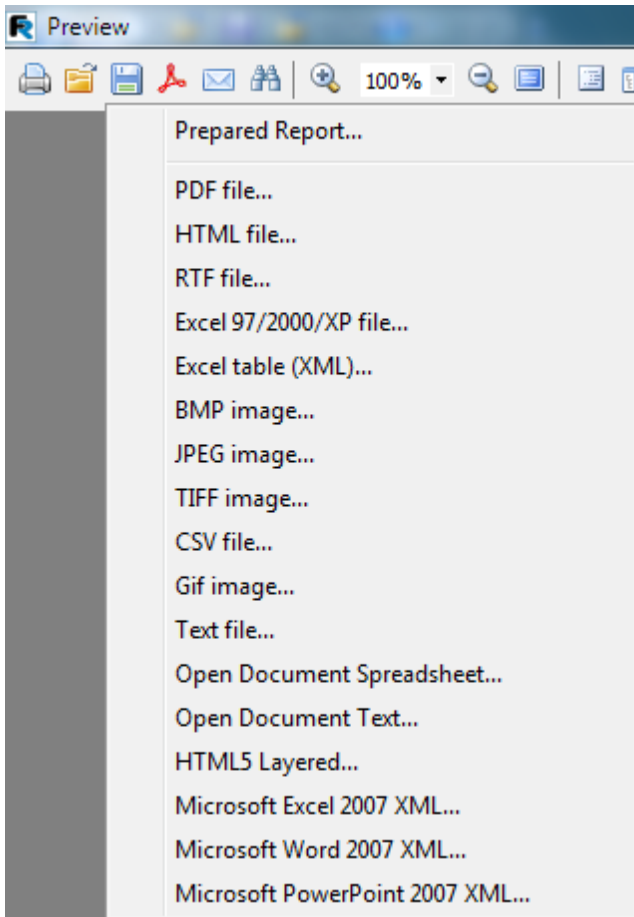 Preview
100%
Prepared Report...
PDF file...
HTML file...
RTF file...
Excel 97/2000/XP file...
Excel table (XML)...
BMP image...
JPEG image...
TIFF image...
CSV file...
Gif image...
Text file...
Open Document Spreadsheet...
Open Document Text...
HTML5 Layered...
Microsoft Excel 2007 XML...
Microsoft Word 2007 XML...
Microsoft PowerPoint 2007 XML...